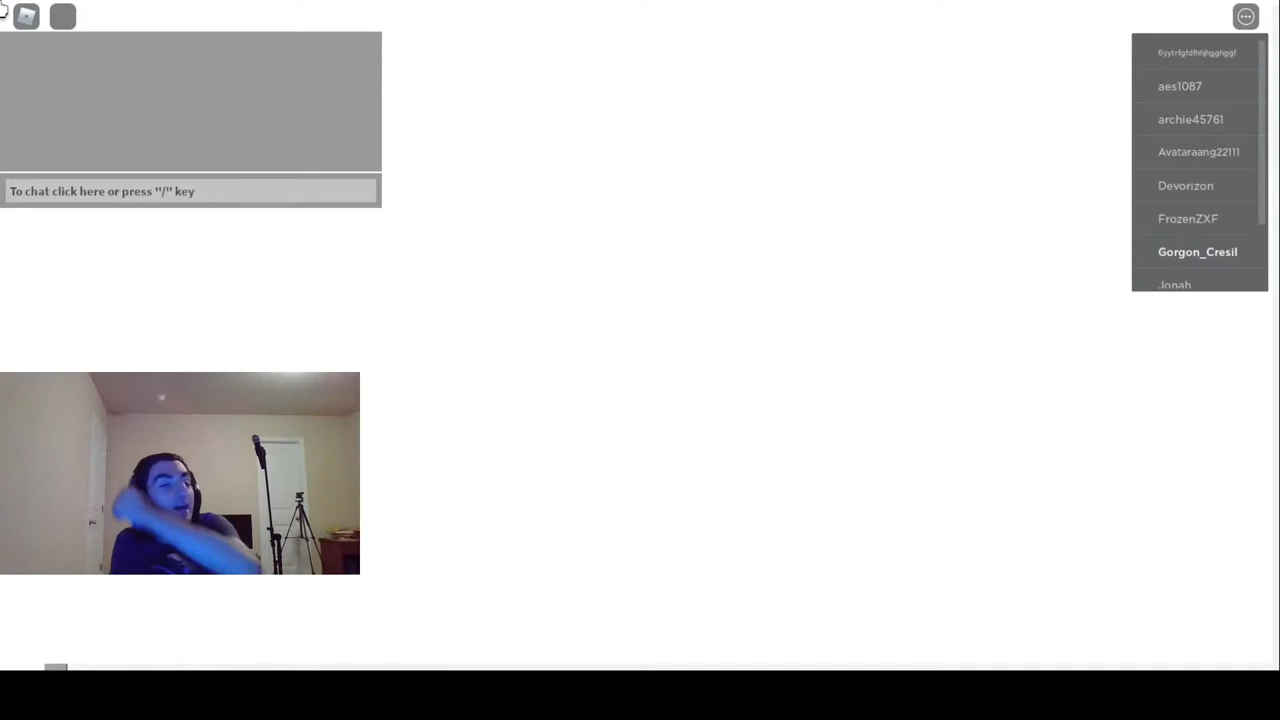 To chat click here or press "/" key
aes1087
archie45761
Avataraang22111
Devorizon
FrozenZXF
Gorgon_Cresil
Jonah